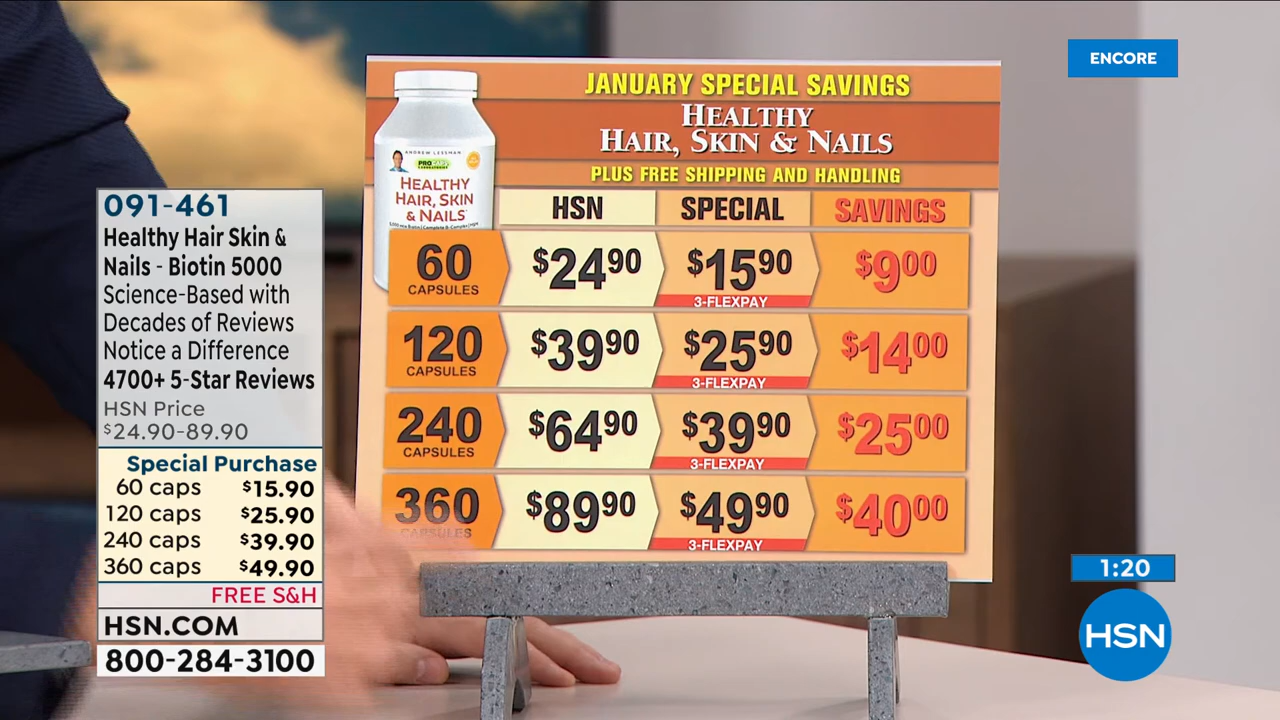 ENCORE
JANUARY SPECIAL SAVINGS
HEALTHY
HAIR, SKIN & NAILS
PLUS FREE SHIPPING AND HANDLING
HSN SPECIAL SAVINGS
60 CAPSULES $24.90 $15.90 3-FLEXPAY $9.00
120 CAPSULES $39.90 $25.90 3-FLEXPAY $14.00
240 CAPSULES $64.90 $39.90 3-FLEXPAY $25.00
360 CAPSULES $89.90 $49.90 3-FLEXPAY $40.00
ANDREW LESSMAN
PROCAPS
LABORATORIES
HEALTHY
HAIR, SKIN
& NAILS
091-461
Healthy Hair Skin &
Nails - Biotin 5000
Science-Based with
Decades of Reviews
Notice a Difference
4700+ 5-Star Reviews
HSN Price
$24.90-89.90
Special Purchase
60 caps $15.90
120 caps $25.90
240 caps $39.90
360 caps $49.90
FREE S&H
HSN.COM
800-284-3100
1:20
HSN